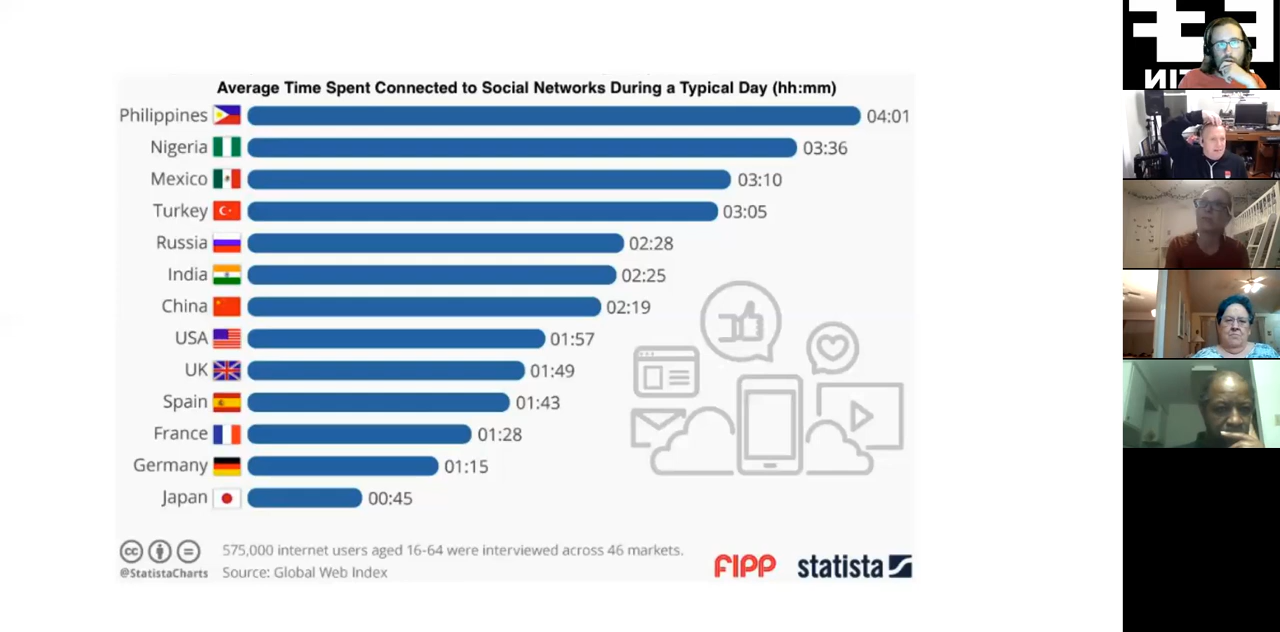 Average Time Spent Connected to Social Networks During a Typical Day (hh:mm)
Philippines 04:01
Nigeria 03:36
Mexico 03:10
Turkey 03:05
Russia 02:28
India 02:25
China 02:19
USA 01:57
UK 01:49
Spain 01:43
France 01:28
Germany 01:15
Japan 00:45
cc
@StatistaCharts
575,000 internet users aged 16-64 were interviewed across 46 markets.
Source: Global Web Index
FIPP
statista